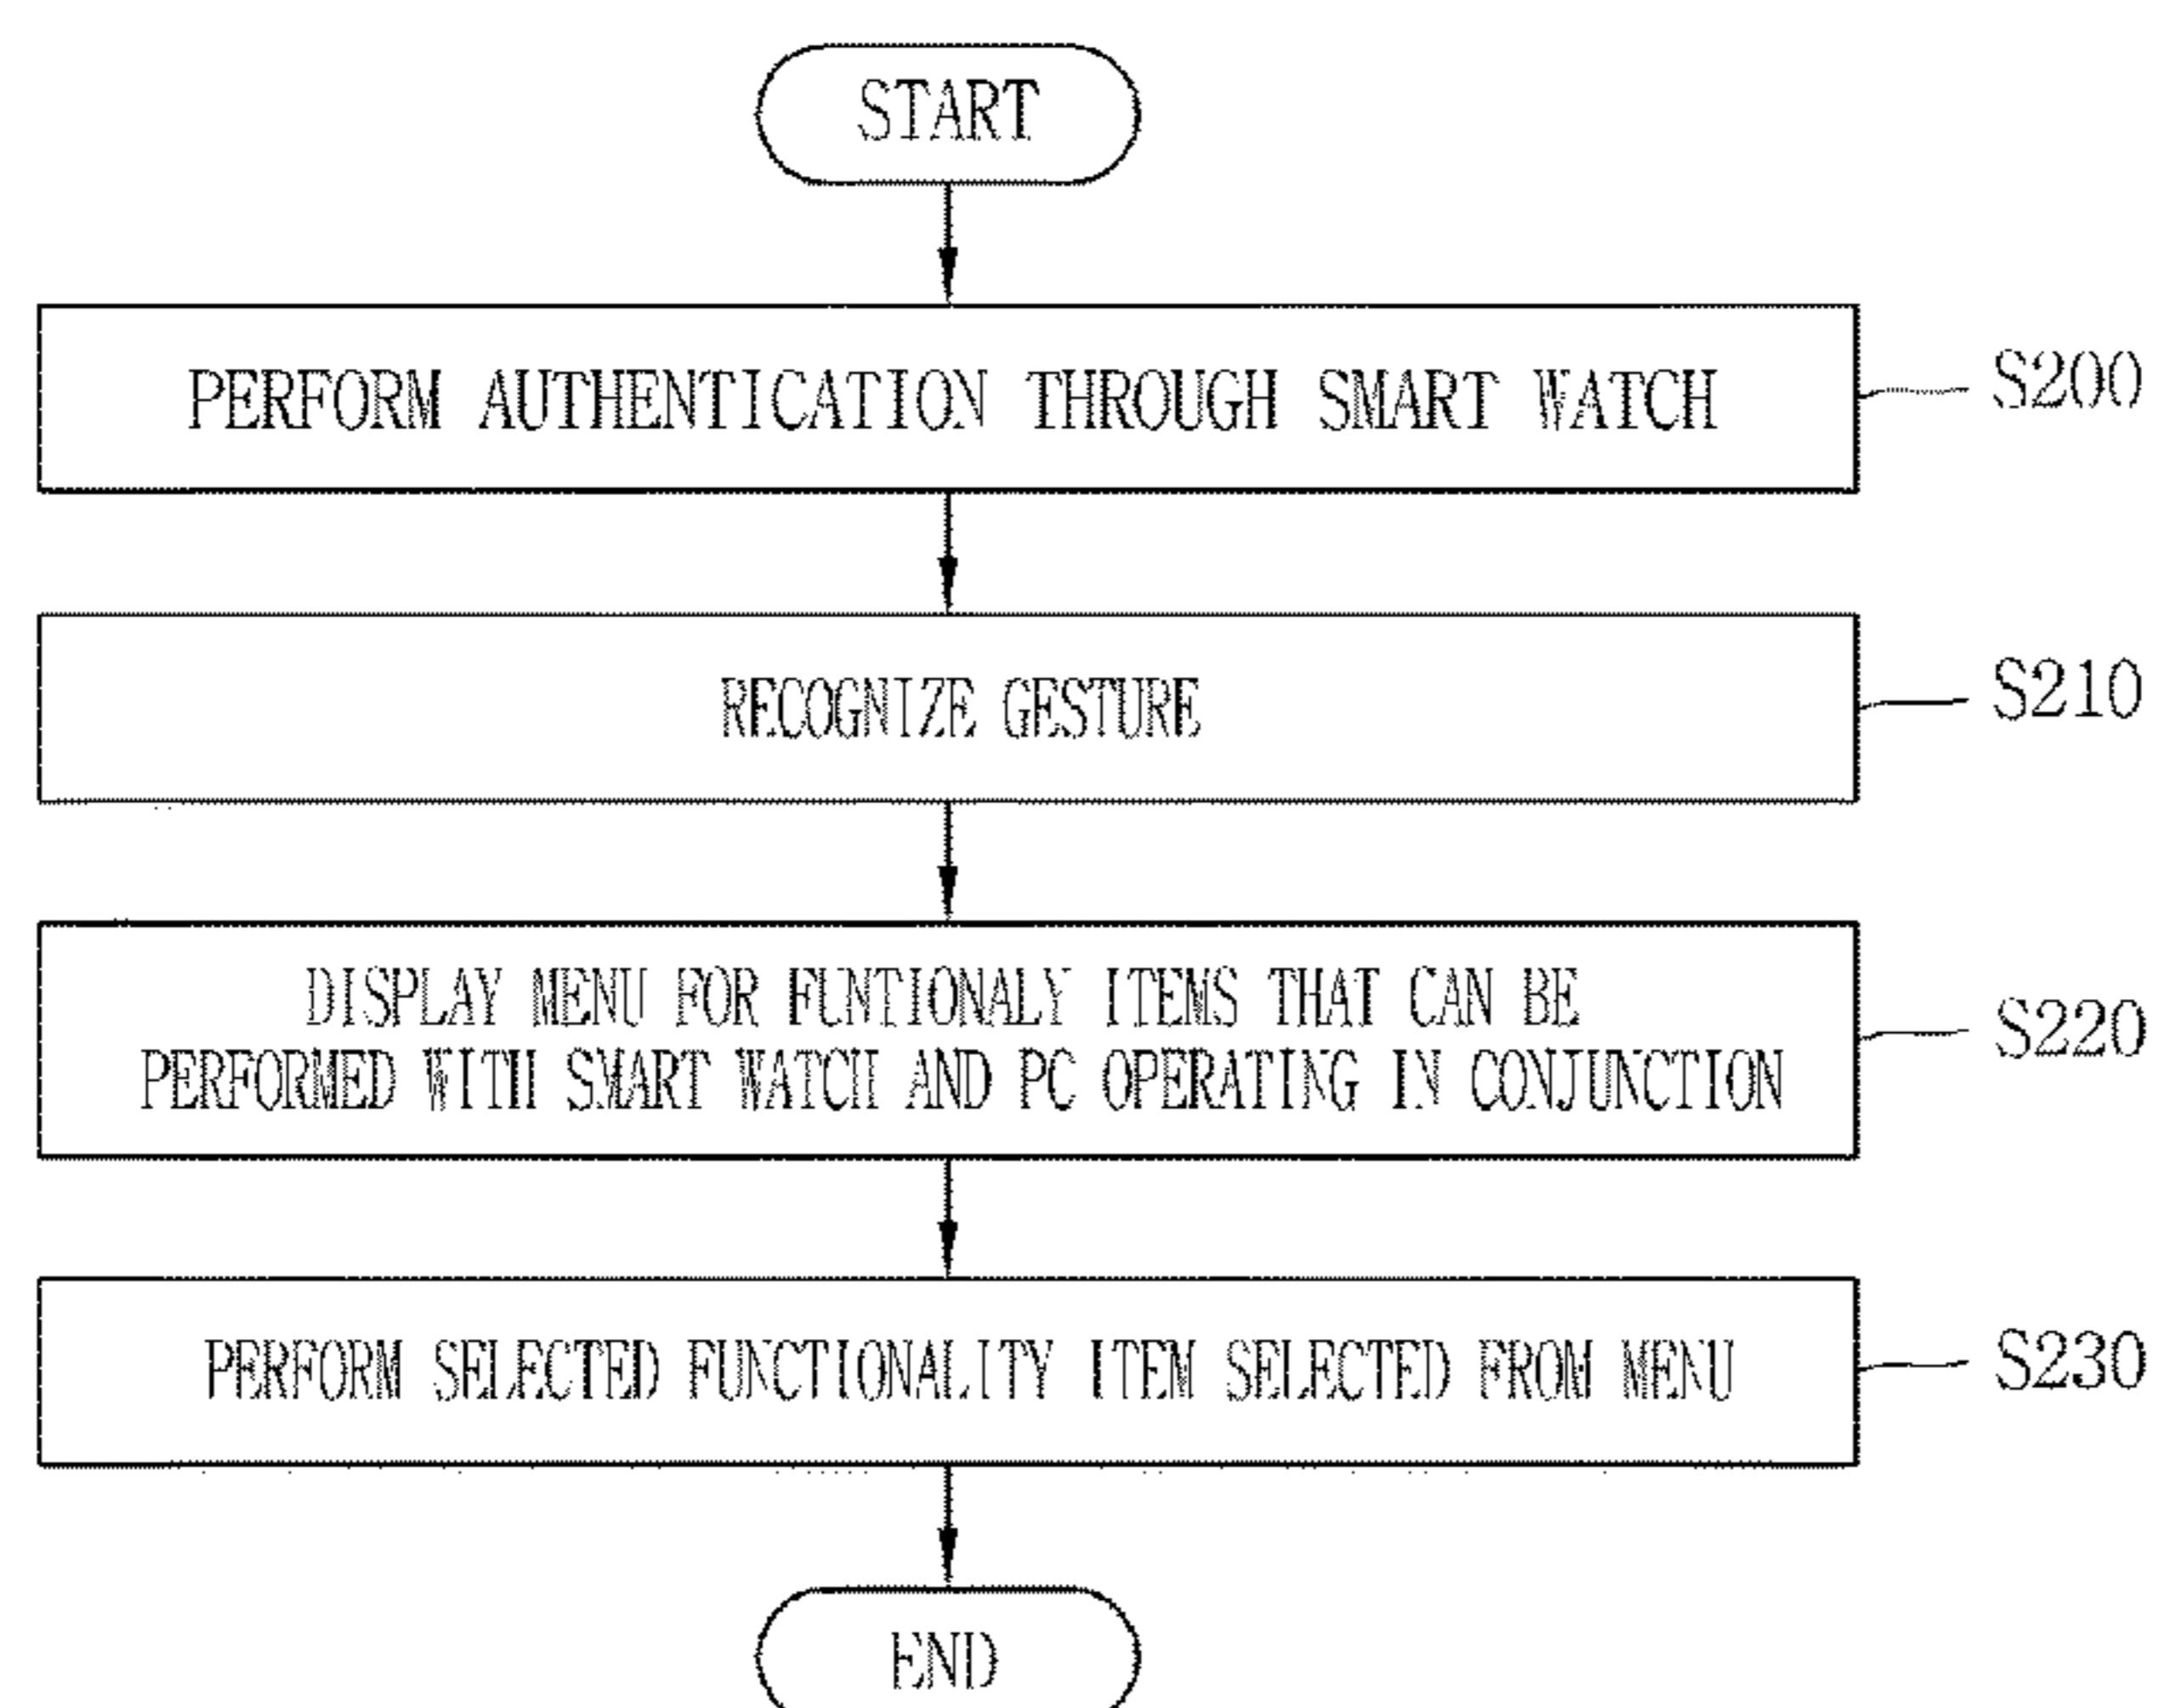 START
PERFORM AUTHENTICATION THROUGH SMART WATCH
S200
RECOGNIZE GESTURE
S210
DISPLAY MENU FOR FUNTIONALY ITEMS THAT CAN BE
PERFORMED WITH SMART WATCH AND PC OPERATING IN CONJUNCTION
S220
PERFORM SELECTED FUNCTIONALITY ITEM SELECTED FROM MENU
S230
END